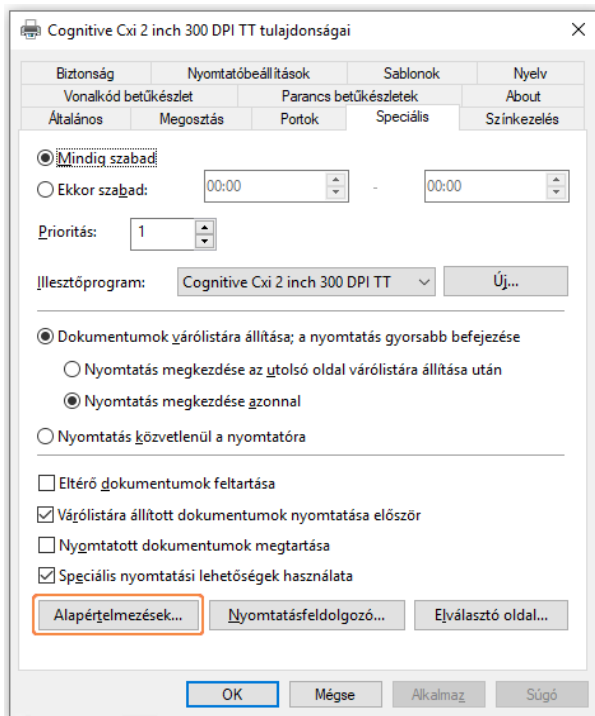 Cognitive Cxi 2 inch 300 DPI TT tulajdonságai
Biztonság Nyomtatóbeállítások Sablonok Nyelv
Vonalkód betűkészlet Parancs betűkészletek About
Általános Megosztás Portok Speciális Színkezelés
Mindig szabad
Ekkor szabad: 00:00 - 00:00
Prioritás: 1
Illesztőprogram: Cognitive Cxi 2 inch 300 DPI TT Új...
Dokumentumok várólistára állítása; a nyomtatás gyorsabb befejezése
Nyomtatás megkezdése az utolsó oldal várólistára állítása után
Nyomtatás megkezdése azonnal
Nyomtatás közvetlenül a nyomtatóra
Eltérő dokumentumok feltartása
Várólistára állított dokumentumok nyomtatása először
Nyomtatott dokumentumok megtartása
Speciális nyomtatási lehetőségek használata
Alapértelmezések... Nyomtatásfeldolgozó... Elválasztó oldal...
OK Mégse Alkalmaz Súgó